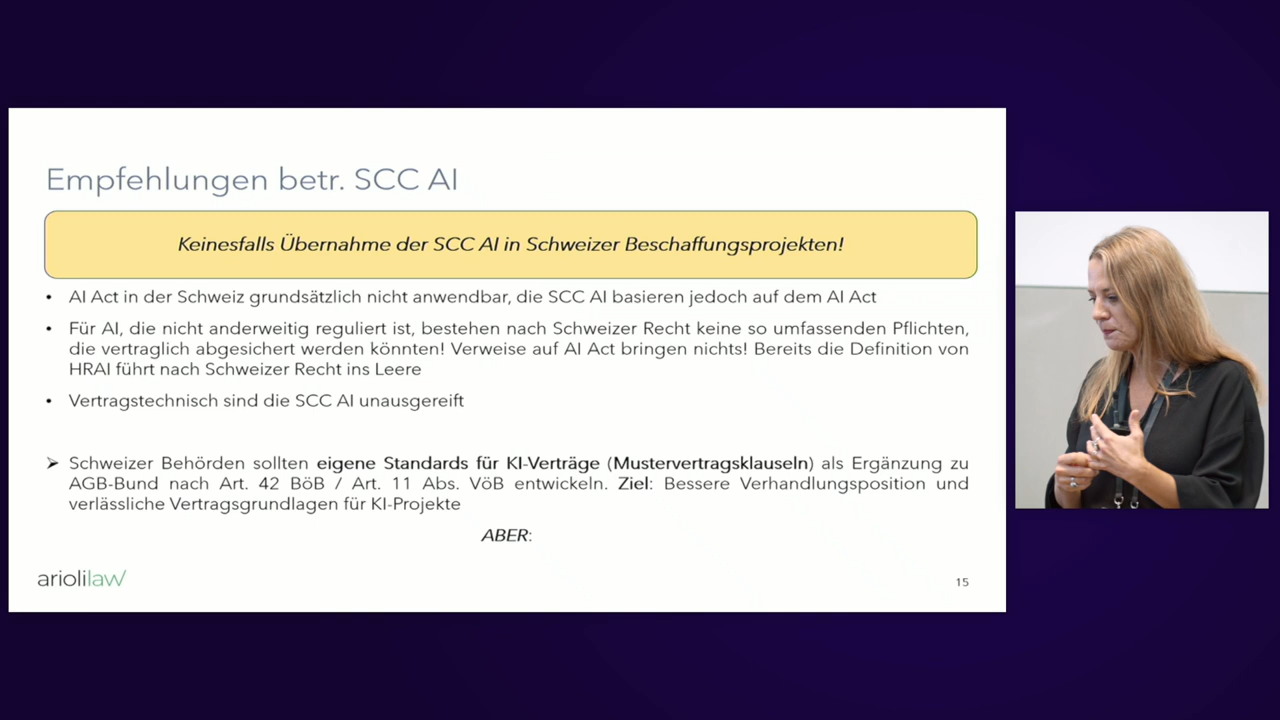 Empfehlungen betr. SCC AI
Keinesfalls Übernahme der SCC AI in Schweizer Beschaffungsprojekten!
• AI Act in der Schweiz grundsätzlich nicht anwendbar, die SCC AI basieren jedoch auf dem AI Act
• Für AI, die nicht anderweitig reguliert ist, bestehen nach Schweizer Recht keine so umfassenden Pflichten,
die vertraglich abgesichert werden könnten! Verweise auf AI Act bringen nichts! Bereits die Definition von
HRAI führt nach Schweizer Recht ins Leere
• Vertragstechnisch sind die SCC AI unausgereift
➢ Schweizer Behörden sollten eigene Standards für KI-Verträge (Mustervertragsklauseln) als Ergänzung zu
AGB-Bund nach Art. 42 BöB / Art. 11 Abs. VöB entwickeln. Ziel: Bessere Verhandlungsposition und
verlässliche Vertragsgrundlagen für KI-Projekte
ABER:
ariolilaw
15